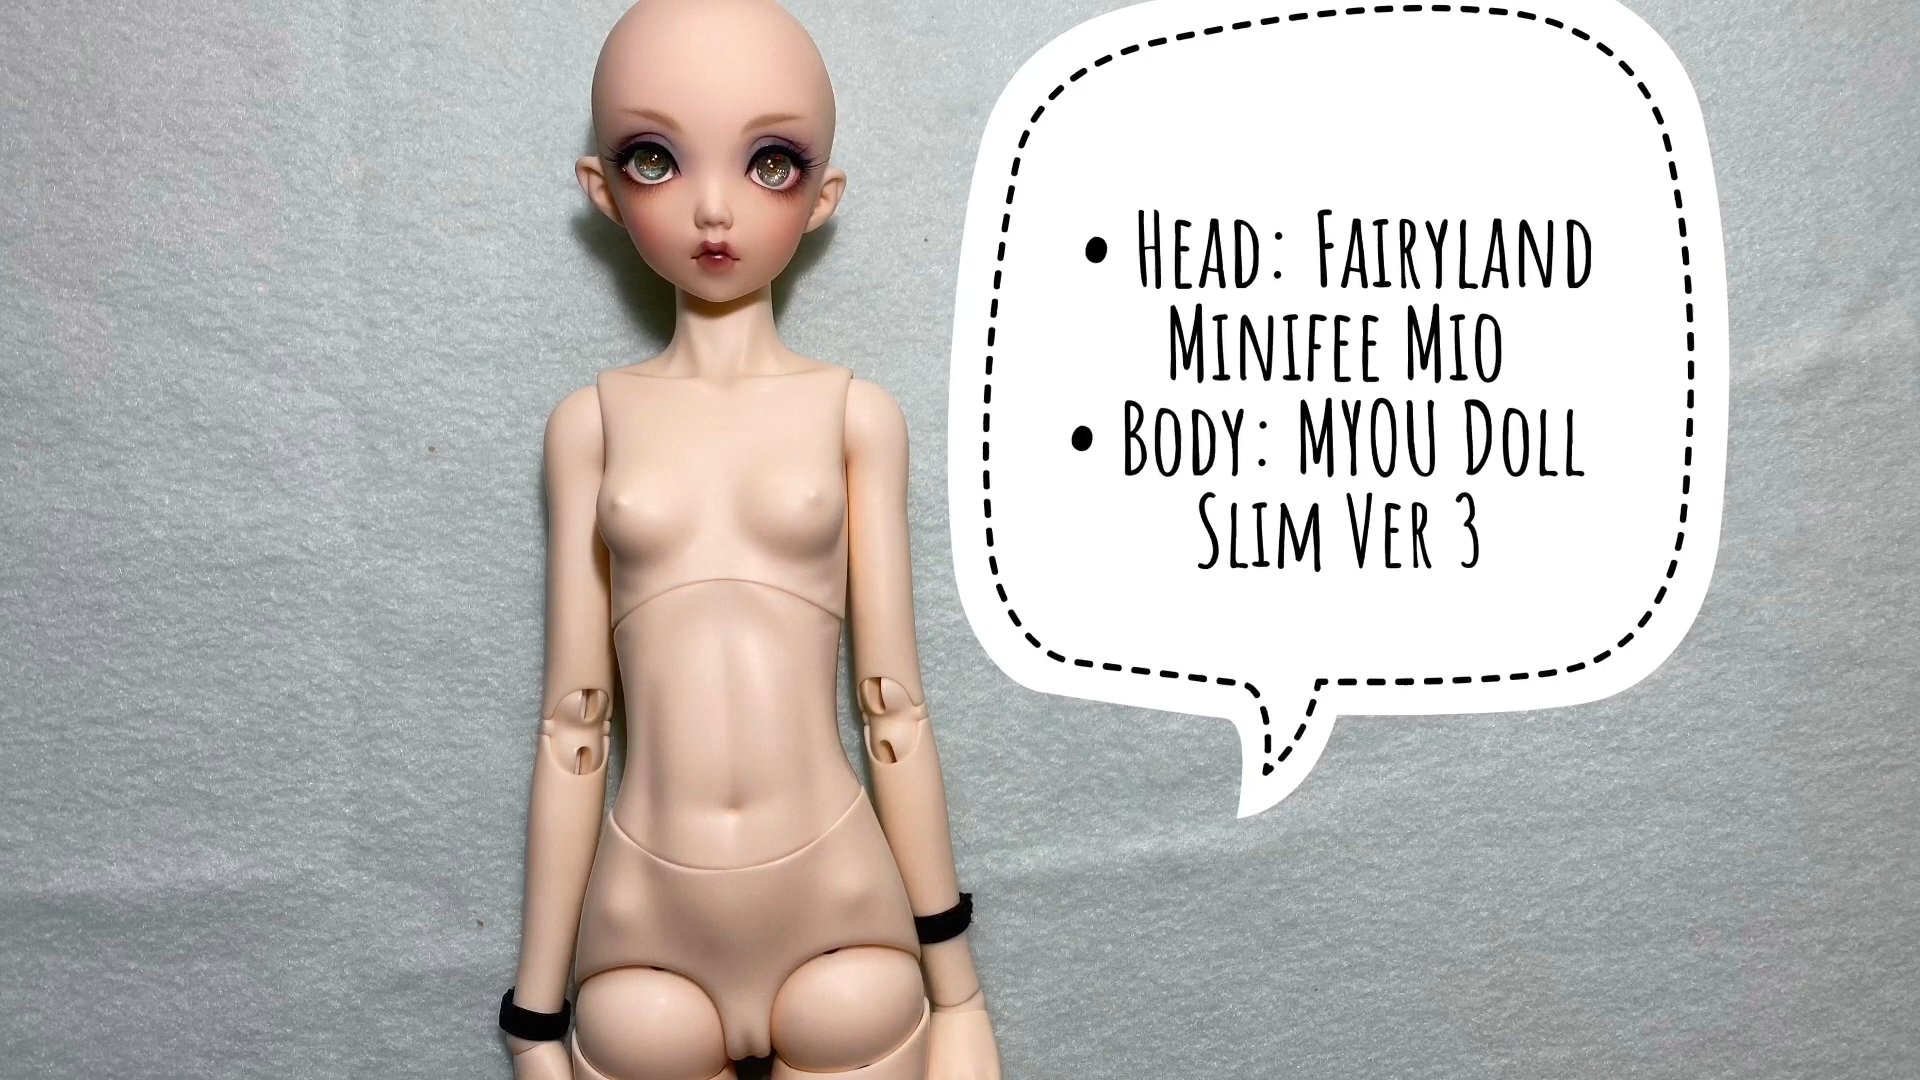 • Head: Fairyland
Minifee Mio
• Body: MYOU Doll
Slim Ver 3